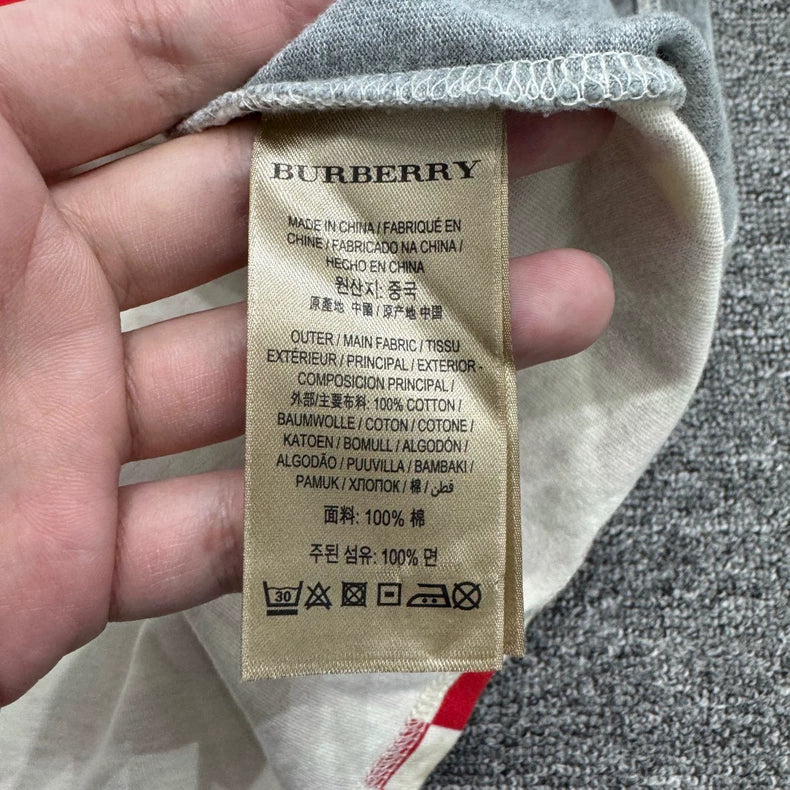 BURBERRY
MADE IN CHINA / FABRIQUÉ EN
CHINE / FABRICADO NA CHINA /
HECHO EN CHINA
원산지: 중국
原產地 中國 / 原产地 中国
OUTER / MAIN FABRIC / TISSU
EXTÉRIEUR / PRINCIPAL / EXTERIOR -
COMPOSICION PRINCIPAL /
外部/主要布料: 100% COTTON /
BAUMWOLLE / COTON / COTONE /
KATOEN / BOMULL / ALGODÓN /
ALGODÃO / PUUVILLA / BAMBAKI /
PAMUK / ХЛОПОК / 棉 / قطن
面料: 100% 棉
주된 섬유: 100% 면
30